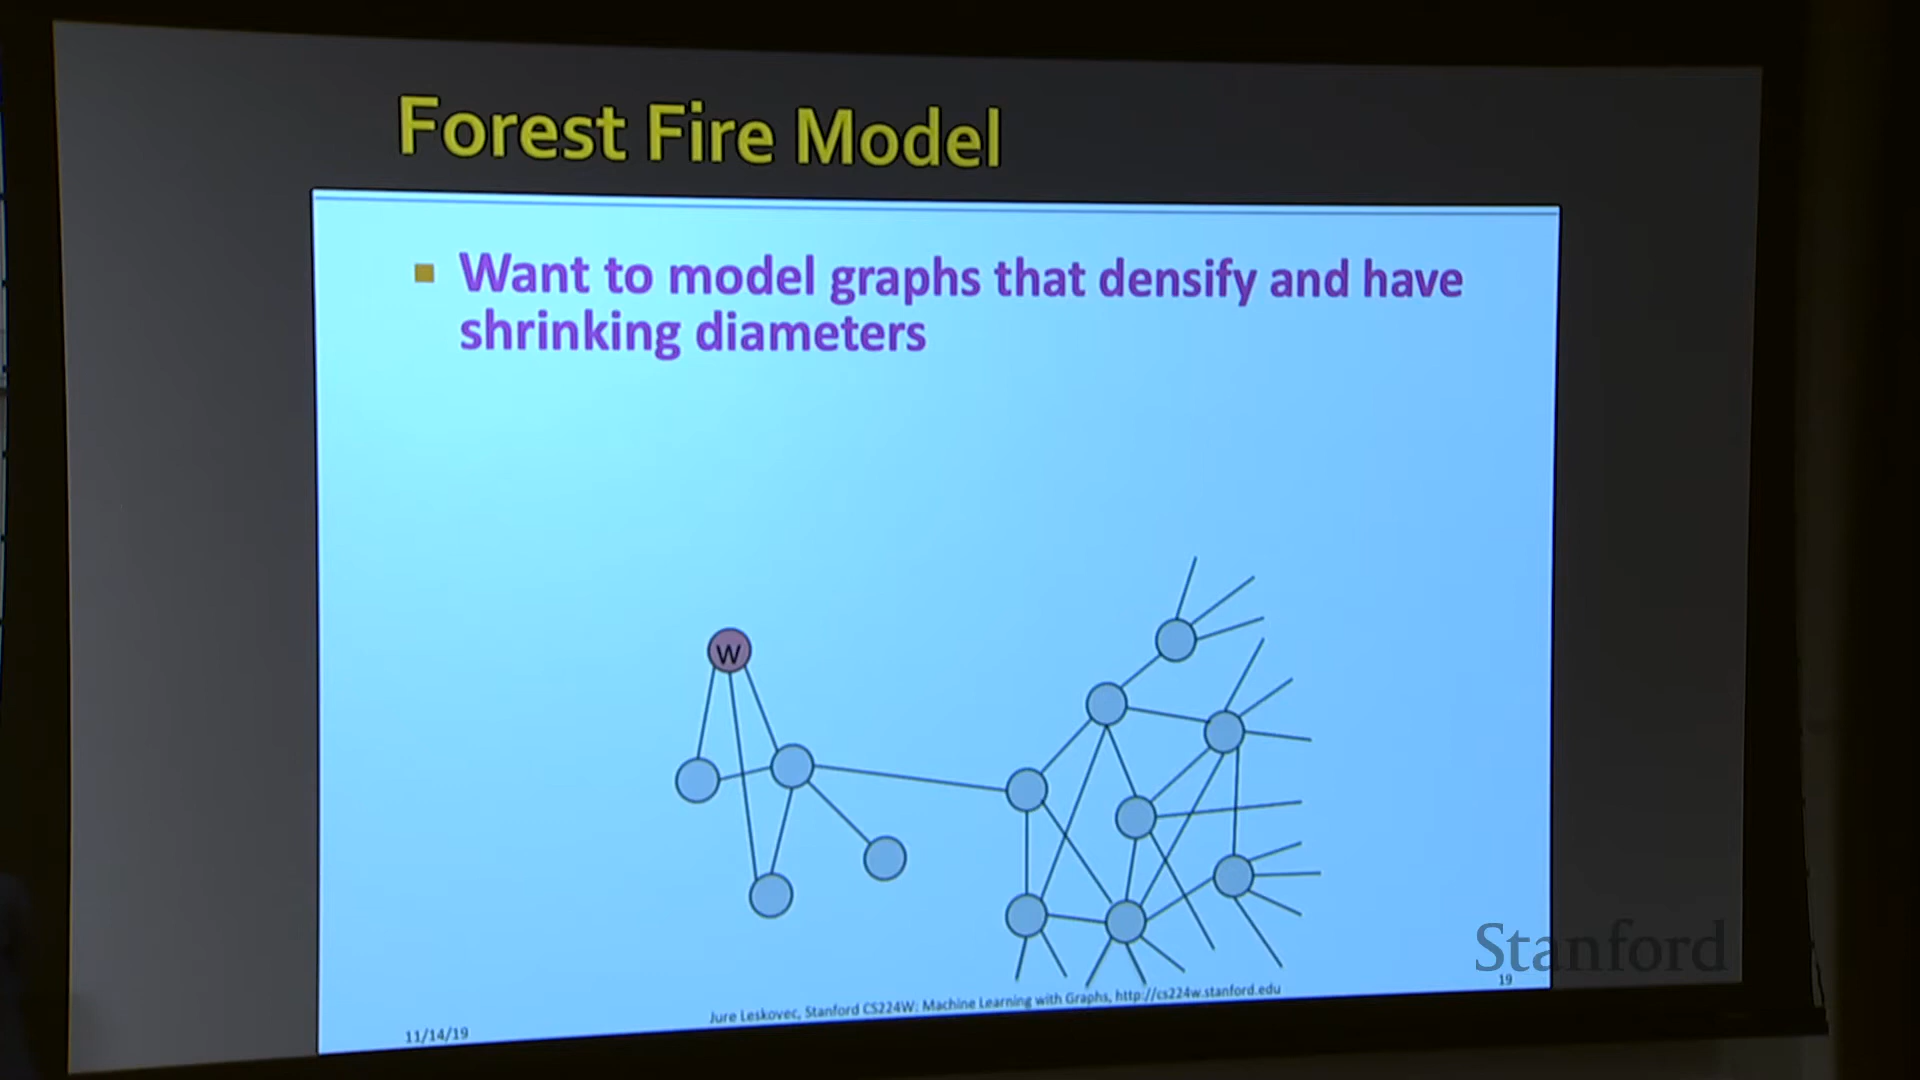 Forest Fire Model
Want to model graphs that densify and have
shrinking diameters
W
Stanford
19
Jure Leskovec, Stanford CS224W: Machine Learning with Graphs, http://cs224w.stanford.edu
11/14/19